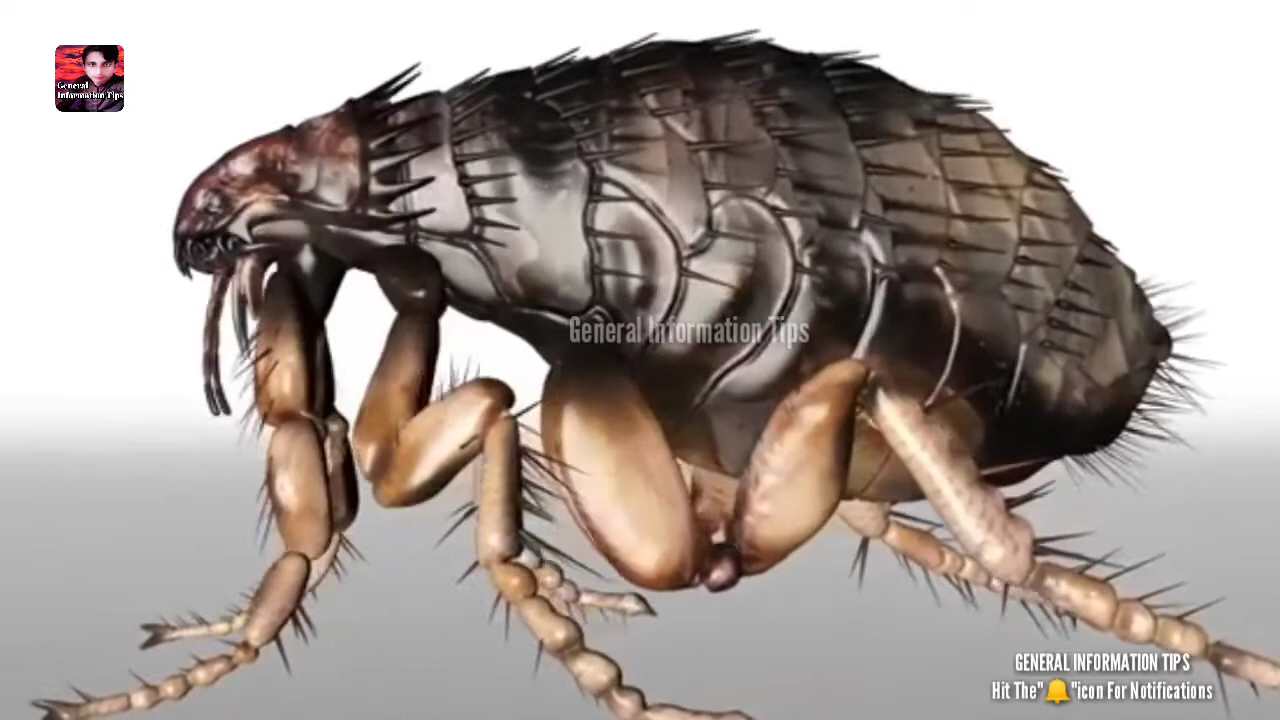 General
Information Tips
General Information Tips
GENERAL INFORMATION TIPS
Hit The"🔔"icon For Notifications